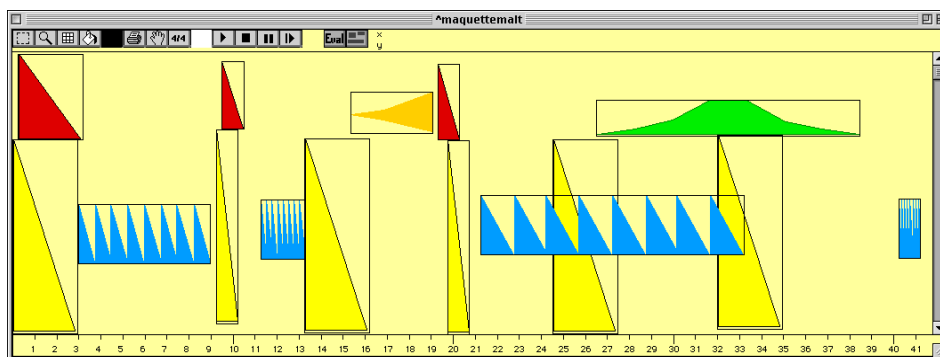 ^maquettemalt
4/4 Eval x
y
1 2 3 4 5 6 7 8 9 10 11 12 13 14 15 16 17 18 19 20 21 22 23 24 25 26 27 28 29 30 31 32 33 34 35 36 37 38 39 40 41